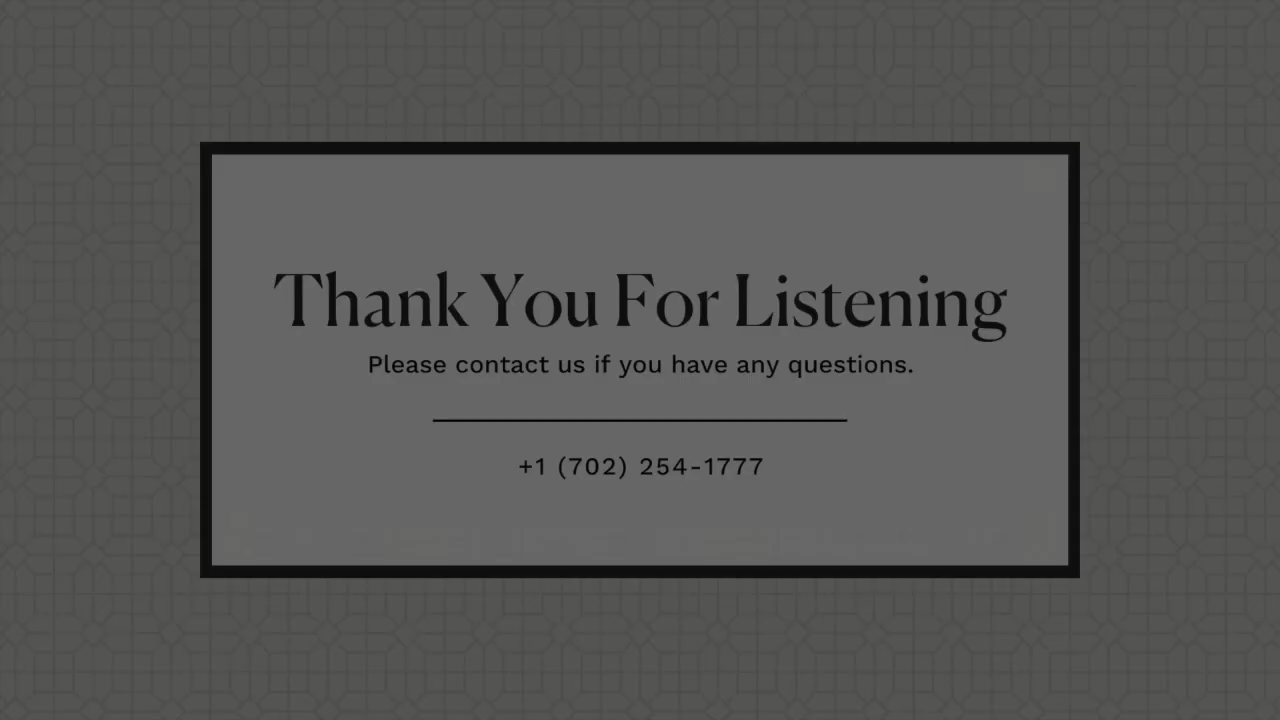 Thank You For Listening
Please contact us if you have any questions.
+1 (702) 254-1777